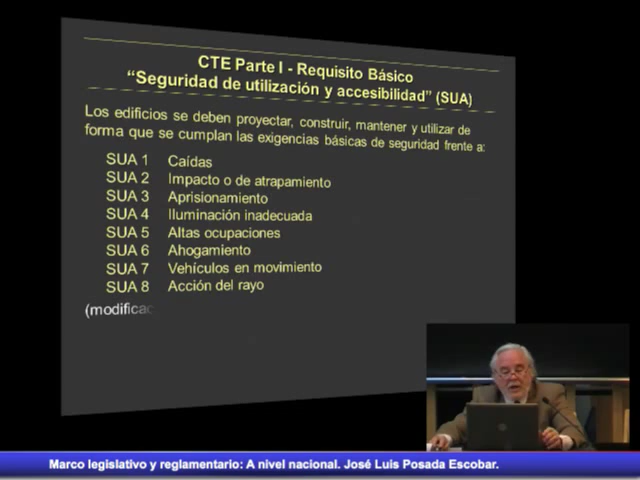 CTE Parte I - Requisito Básico
“Seguridad de utilización y accesibilidad” (SUA)
Los edificios se deben proyectar, construir, mantener y utilizar de
forma que se cumplan las exigencias básicas de seguridad frente a:
SUA 1 Caídas
SUA 2 Impacto o de atrapamiento
SUA 3 Aprisionamiento
SUA 4 Iluminación inadecuada
SUA 5 Altas ocupaciones
SUA 6 Ahogamiento
SUA 7 Vehículos en movimiento
SUA 8 Acción del rayo
(modificac
Marco legislativo y reglamentario: A nivel nacional. José Luis Posada Escobar.